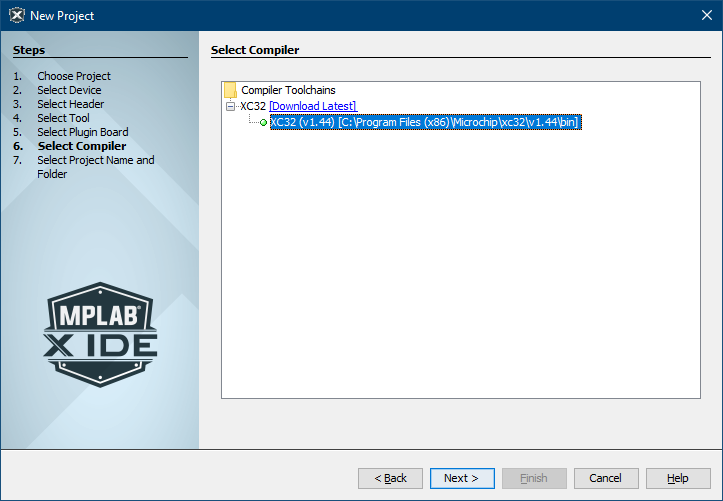 New Project
Steps
1. Choose Project
2. Select Device
3. Select Header
4. Select Tool
5. Select Plugin Board
6. Select Compiler
7. Select Project Name and
Folder
MPLAB®
X IDE
Select Compiler
Compiler Toolchains
XC32 [Download Latest]
XC32 (v1.44) [C:\Program Files (x86)\Microchip\xc32\v1.44\bin]
< Back
Next >
Finish
Cancel
Help